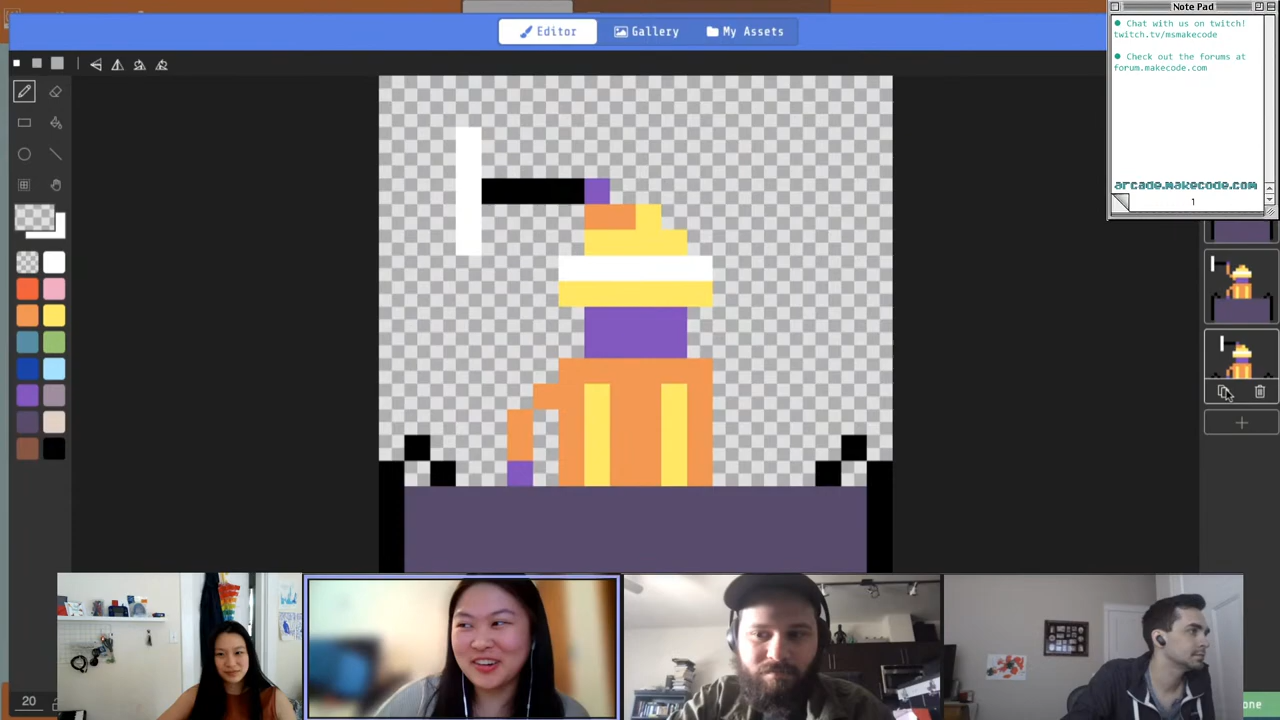 Editor
Gallery
My Assets
Note Pad
● Chat with us on twitch!
twitch.tv/msmakecode
● Check out the forums at
forum.makecode.com
arcade.makecode.com
1
20